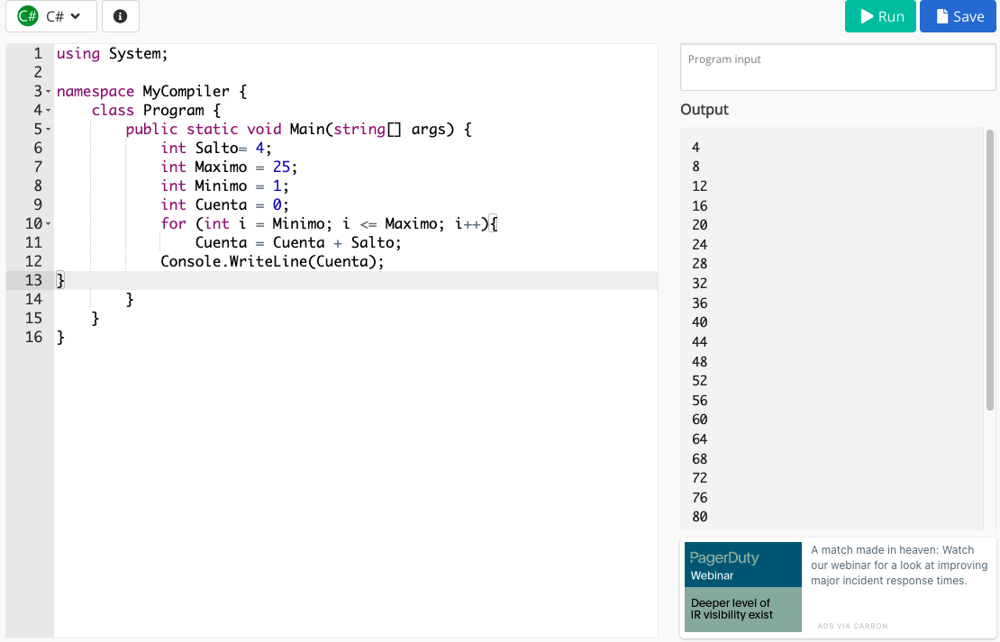 C# C#
Run
Save
1 using System;
2
3 namespace MyCompiler {
4     class Program {
5         public static void Main(string[] args) {
6             int Salto= 4;
7             int Maximo = 25;
8             int Minimo = 1;
9             int Cuenta = 0;
10             for (int i = Minimo; i <= Maximo; i++){
11                 Cuenta = Cuenta + Salto;
12             Console.WriteLine(Cuenta);
13 }
14         }
15     }
16 }
Program input
Output
4
8
12
16
20
24
28
32
36
40
44
48
52
56
60
64
68
72
76
80
PagerDuty
Webinar
Deeper level of
IR visibility exist
A match made in heaven: Watch
our webinar for a look at improving
major incident response times.
ADS VIA CARBON